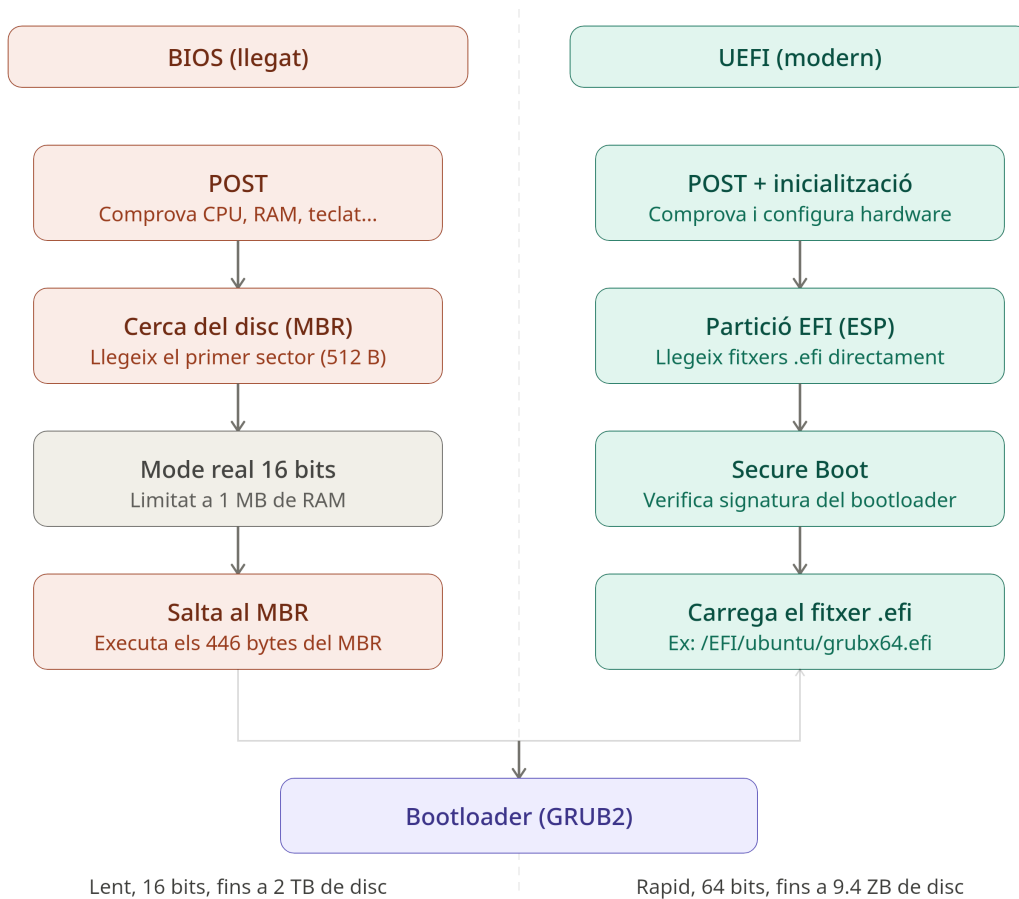 BIOS (llegat)
UEFI (modern)
POST
Comprova CPU, RAM, teclat...
POST + inicialització
Comprova i configura hardware
Cerca del disc (MBR)
Llegeix el primer sector (512 B)
Partició EFI (ESP)
Llegeix fitxers .efi directament
Mode real 16 bits
Limitat a 1 MB de RAM
Secure Boot
Verifica signatura del bootloader
Salta al MBR
Executa els 446 bytes del MBR
Carrega el fitxer .efi
Ex: /EFI/ubuntu/grubx64.efi
Bootloader (GRUB2)
Lent, 16 bits, fins a 2 TB de disc
Rapid, 64 bits, fins a 9.4 ZB de disc